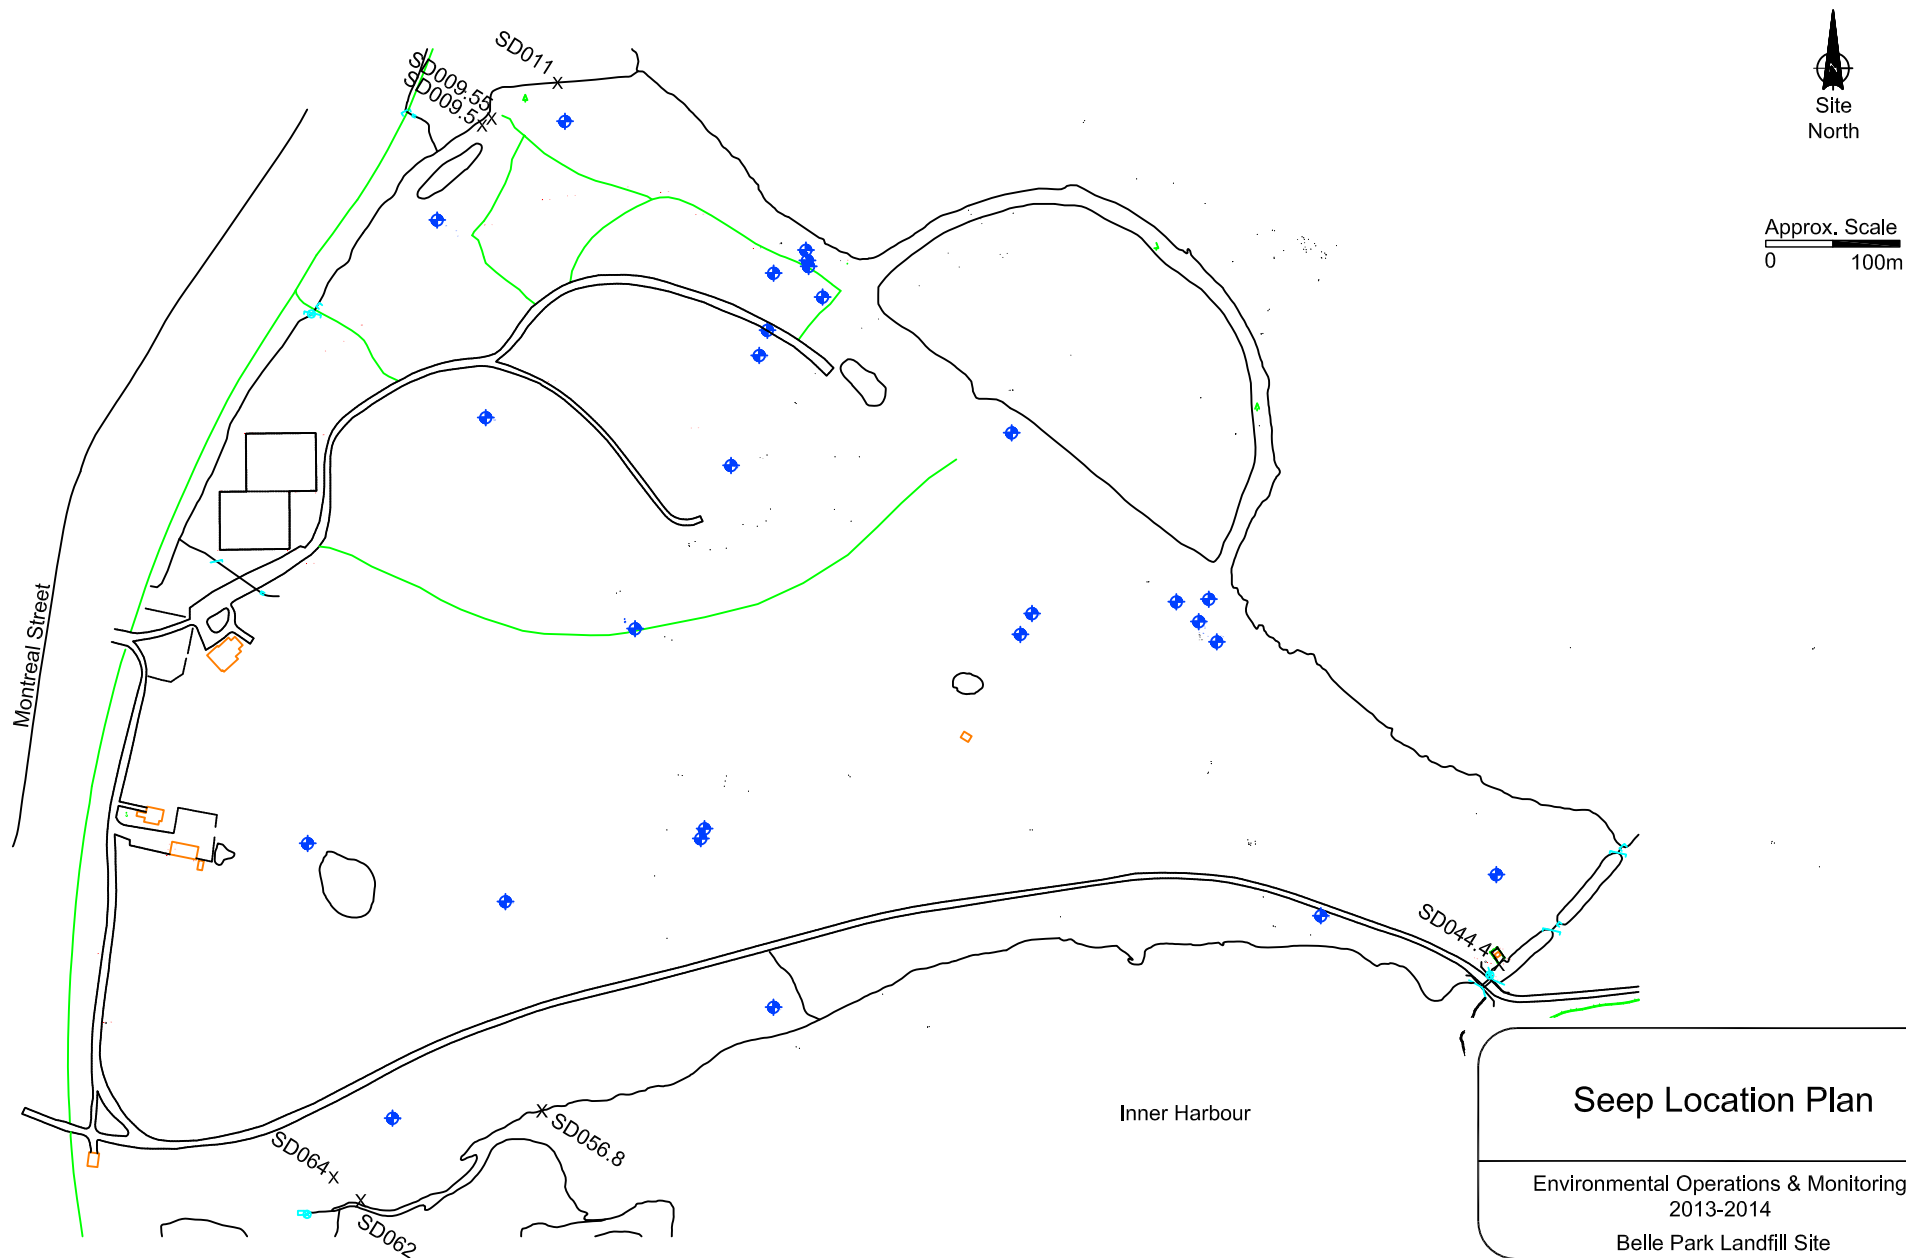 SD011
SD009.55
SD009.54
Site
North
Approx. Scale
0 100m
Montreal Street
SD044.4
Inner Harbour
SD056.8
SD064
SD062
Seep Location Plan
Environmental Operations & Monitoring
2013-2014
Belle Park Landfill Site